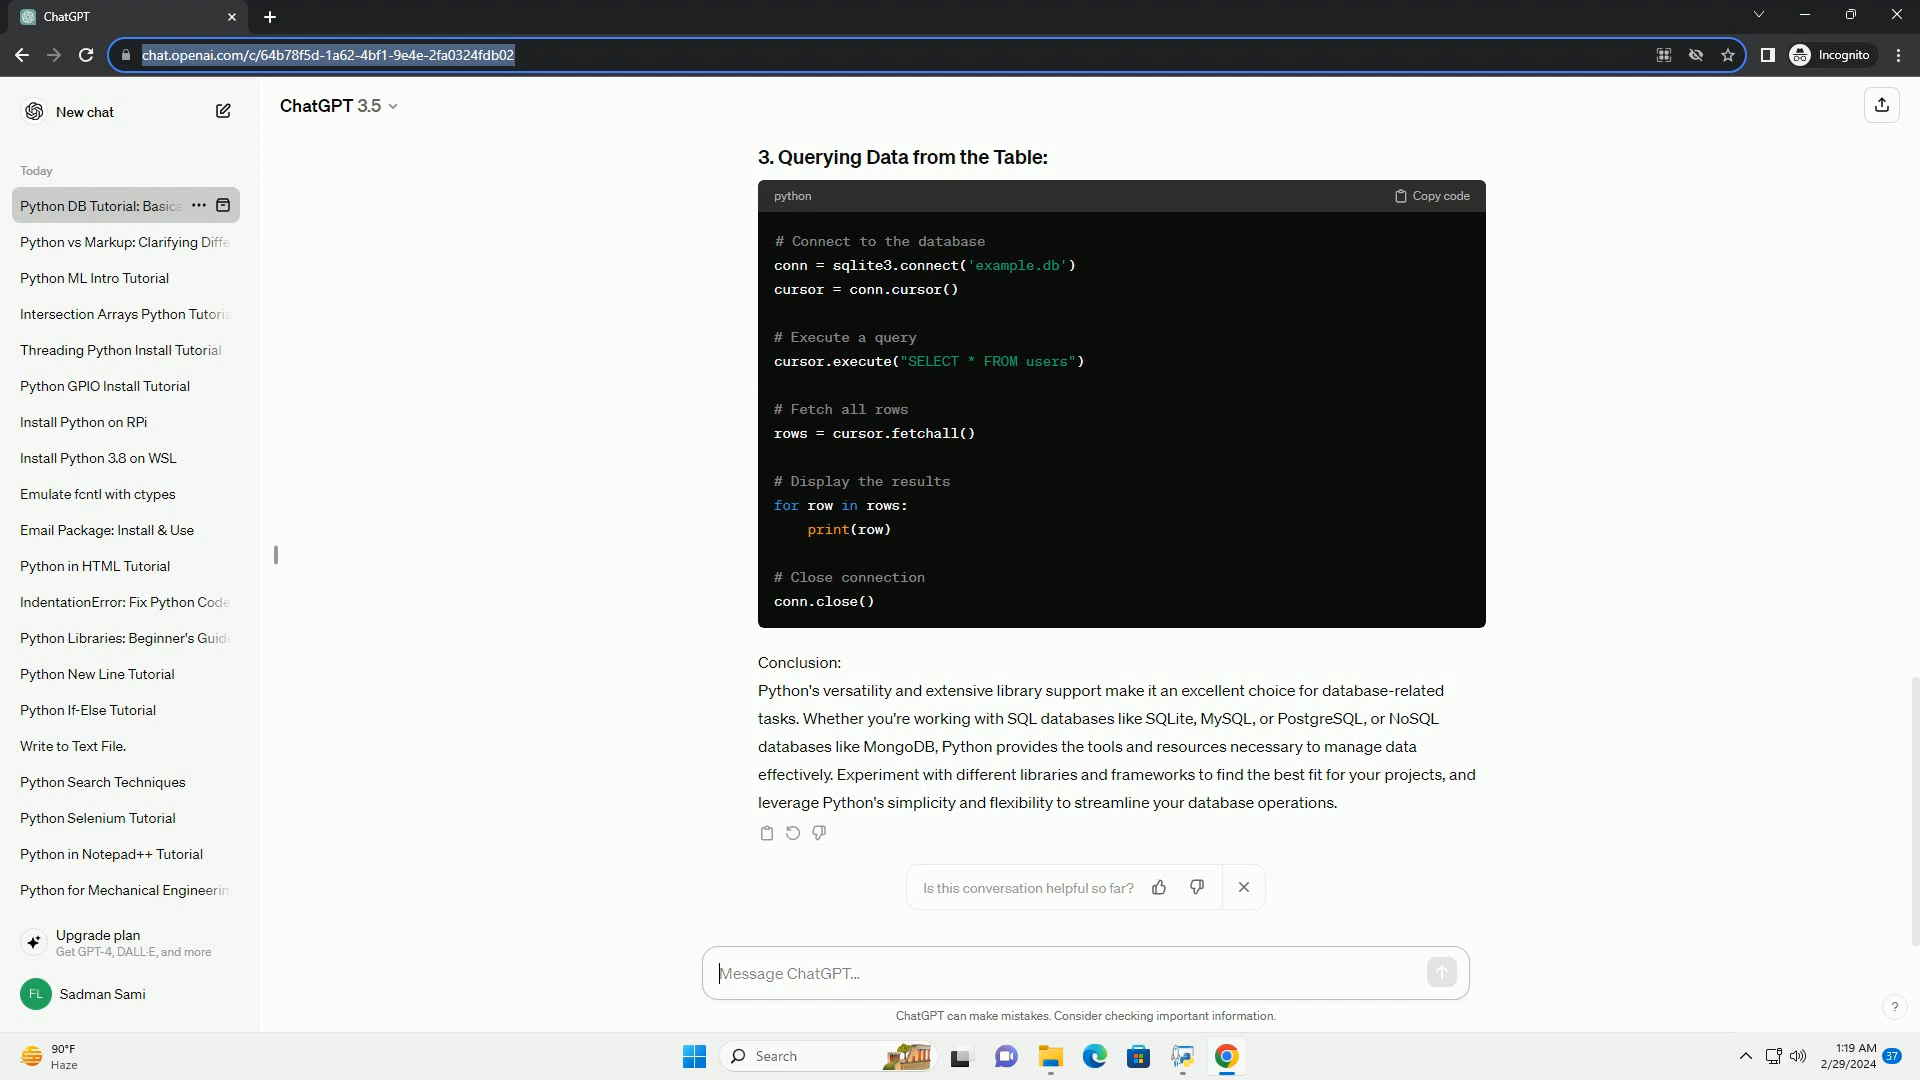 ChatGPT
chat.openai.com/c/64b78f5d-1a62-4bf1-9e4e-2fa0324fdb02
Incognito
New chat
ChatGPT 3.5
Today
Python DB Tutorial: Basics
Python vs Markup: Clarifying Diffe
Python ML Intro Tutorial
Intersection Arrays Python Tutoria
Threading Python Install Tutorial
Python GPIO Install Tutorial
Install Python on RPi
Install Python 3.8 on WSL
Emulate fcntl with ctypes
Email Package: Install & Use
Python in HTML Tutorial
IndentationError: Fix Python Code
Python Libraries: Beginner's Guide
Python New Line Tutorial
Python If-Else Tutorial
Write to Text File.
Python Search Techniques
Python Selenium Tutorial
Python in Notepad++ Tutorial
Python for Mechanical Engineerin
Upgrade plan
Get GPT-4, DALL·E, and more
FL Sadman Sami
3. Querying Data from the Table:
python Copy code
# Connect to the database
conn = sqlite3.connect('example.db')
cursor = conn.cursor()
# Execute a query
cursor.execute("SELECT * FROM users")
# Fetch all rows
rows = cursor.fetchall()
# Display the results
for row in rows:
print(row)
# Close connection
conn.close()
Conclusion:
Python's versatility and extensive library support make it an excellent choice for database-related
tasks. Whether you're working with SQL databases like SQLite, MySQL, or PostgreSQL, or NoSQL
databases like MongoDB, Python provides the tools and resources necessary to manage data
effectively. Experiment with different libraries and frameworks to find the best fit for your projects, and
leverage Python's simplicity and flexibility to streamline your database operations.
Is this conversation helpful so far?
Message ChatGPT...
ChatGPT can make mistakes. Consider checking important information.
?
90°F
Haze
Search
1:19 AM
2/29/2024
37